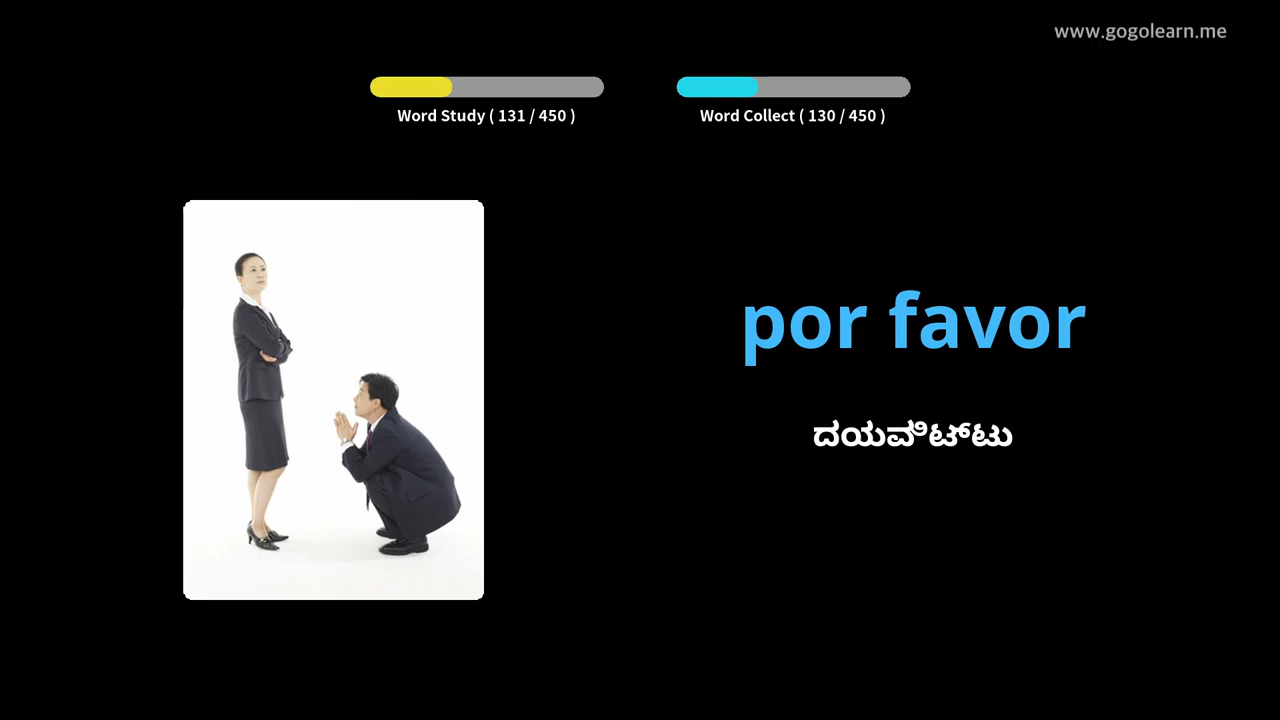 www.gogolearn.me
Word Study ( 131 / 450 )
Word Collect ( 130 / 450 )
por favor
ದಯವಿಟ್ಟು